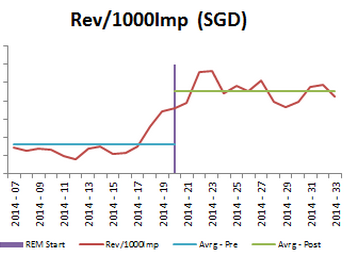 Rev/1000Imp (SGD)
2014 - 07
2014 - 09
2014 - 11
2014 - 13
2014 - 15
2014 - 17
2014 - 19
2014 - 21
2014 - 23
2014 - 25
2014 - 27
2014 - 29
2014 - 31
2014 - 33
REM Start Rev/1000Imp Avrg - Pre Avrg - Post